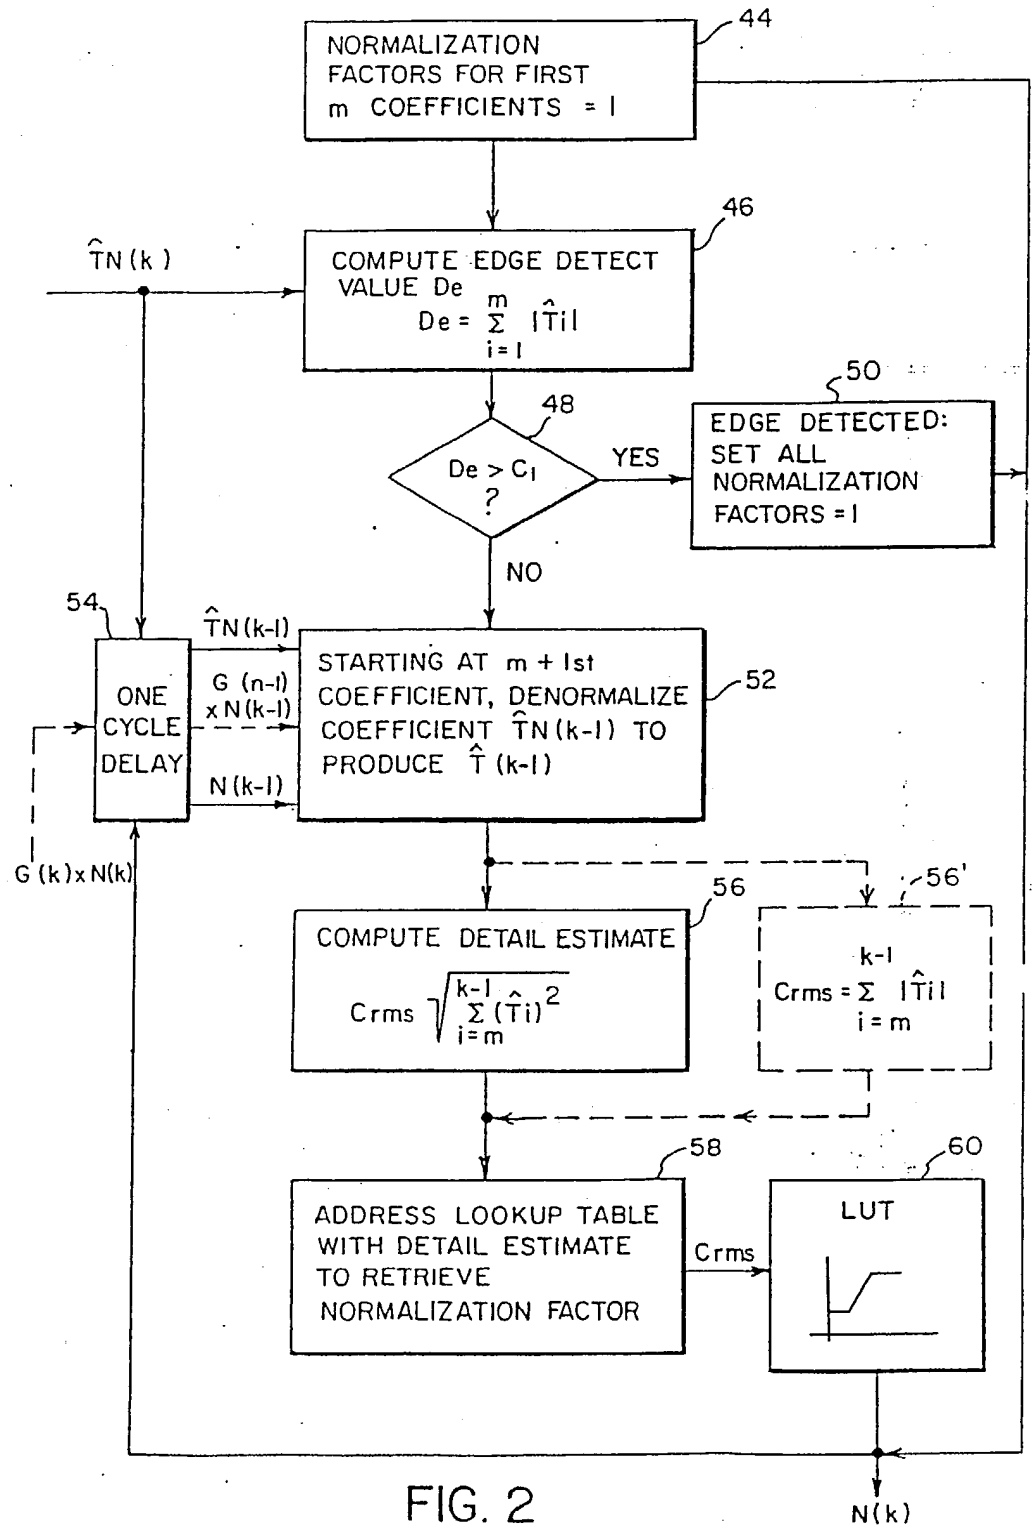 44
NORMALIZATION
FACTORS FOR FIRST
m COEFFICIENTS = 1
46
T̂N(k)
COMPUTE EDGE DETECT
VALUE De
m
De = Σ |T̂i|
i = 1
48
De > C₁
?
YES
50
EDGE DETECTED:
SET ALL
NORMALIZATION
FACTORS = 1
NO
54
ONE
CYCLE
DELAY
T̂N(k-1)
G (n-1)
xN(k-1)
N(k-1)
G(k)xN(k)
52
STARTING AT m + 1st
COEFFICIENT, DENORMALIZE
COEFFICIENT T̂N(k-1) TO
PRODUCE T̂(k-1)
56
COMPUTE DETAIL ESTIMATE
k-1
Crms √Σ(T̂i)²
i=m
56'
k-1
Crms = Σ |T̂i|
i=m
58
ADDRESS LOOKUP TABLE
WITH DETAIL ESTIMATE
TO RETRIEVE
NORMALIZATION FACTOR
Crms
60
LUT
N(k)
FIG. 2